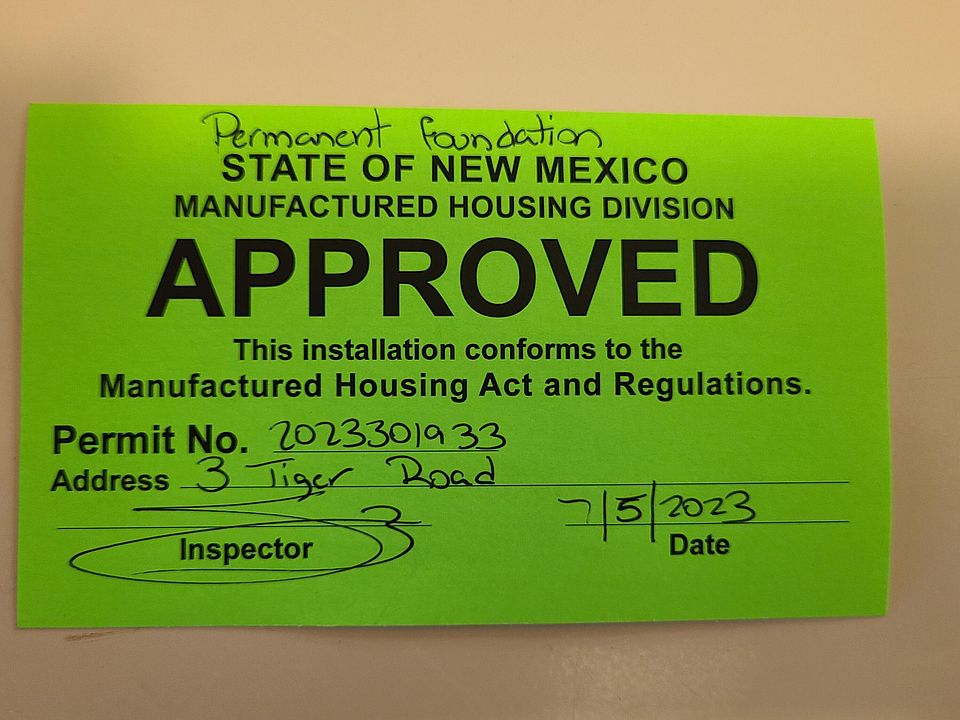 Permanent Foundation
STATE OF NEW MEXICO
MANUFACTURED HOUSING DIVISION
APPROVED
This installation conforms to the
Manufactured Housing Act and Regulations.
Permit No. 2023301933
Address 3 Tiger Road
7/5/2023
Inspector Date